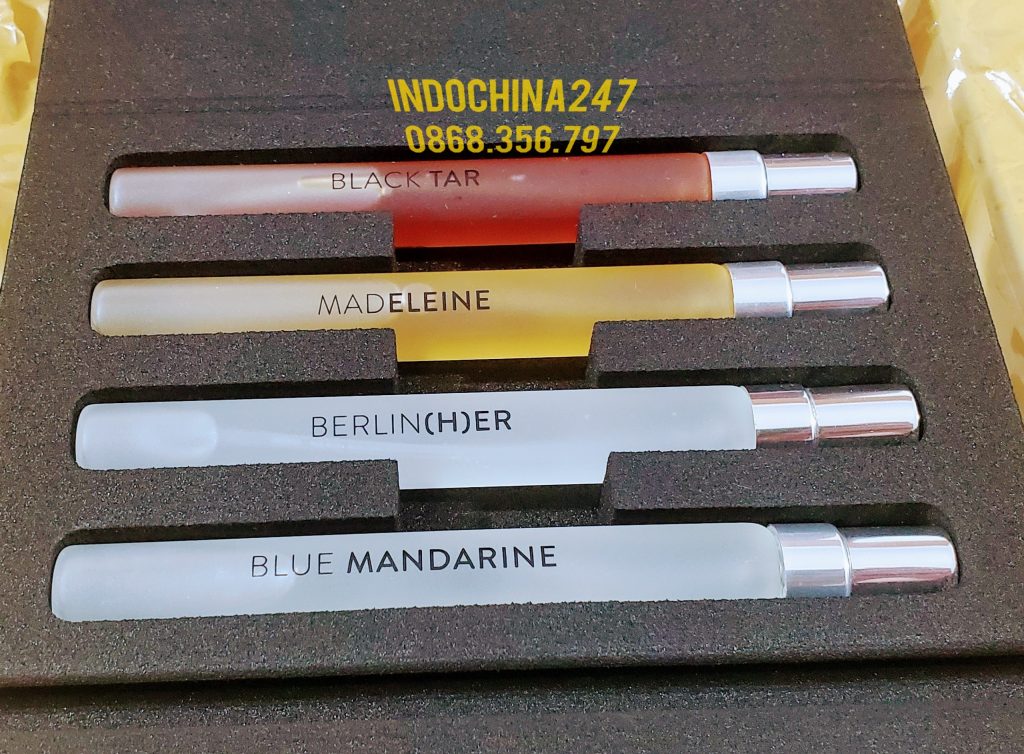 INDOCHINA247
0868.356.797
BLACK TAR
MADELEINE
BERLIN(H)ER
BLUE MANDARINE